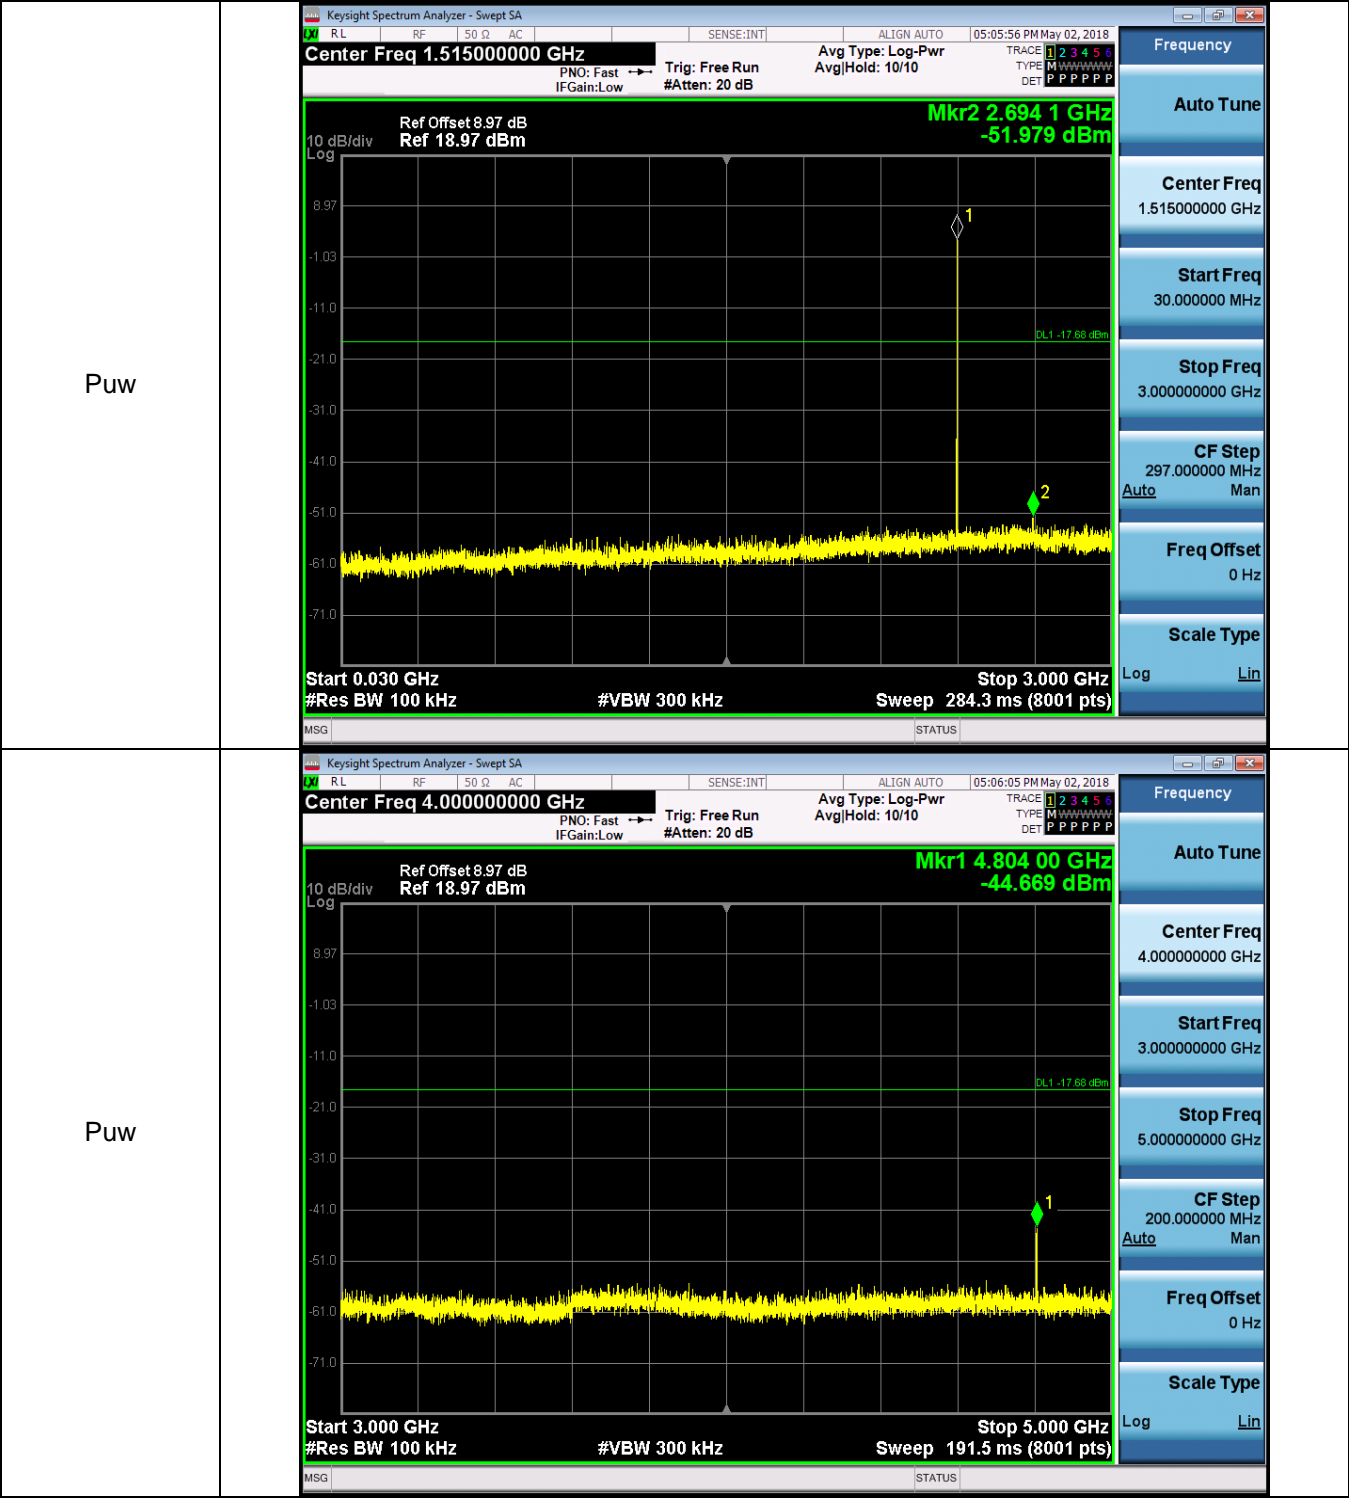 Puw
Keysight Spectrum Analyzer - Swept SA
LXI RL RF 50 Ω AC SENSE:INT ALIGN AUTO 05:05:56 PM May 02, 2018
Center Freq 1.515000000 GHz
PNO: Fast
IFGain:Low
Trig: Free Run
#Atten: 20 dB
Avg Type: Log-Pwr
Avg|Hold: 10/10
TRACE 1 2 3 4 5 6
TYPE M W W W W W
DET P P P P P P
Mkr2 2.694 1 GHz
-51.979 dBm
Ref Offset 8.97 dB
10 dB/div Ref 18.97 dBm
Log
8.97
-1.03
-11.0
-21.0
-31.0
-41.0
-51.0
-61.0
-71.0
1
DL1 -17.68 dBm
2
Start 0.030 GHz Stop 3.000 GHz
#Res BW 100 kHz #VBW 300 kHz Sweep 284.3 ms (8001 pts)
MSG STATUS
Frequency
Auto Tune
Center Freq
1.515000000 GHz
Start Freq
30.000000 MHz
Stop Freq
3.000000000 GHz
CF Step
297.000000 MHz
Auto Man
Freq Offset
0 Hz
Scale Type
Log Lin
Puw
Keysight Spectrum Analyzer - Swept SA
LXI RL RF 50 Ω AC SENSE:INT ALIGN AUTO 05:06:05 PM May 02, 2018
Center Freq 4.000000000 GHz
PNO: Fast
IFGain:Low
Trig: Free Run
#Atten: 20 dB
Avg Type: Log-Pwr
Avg|Hold: 10/10
TRACE 1 2 3 4 5 6
TYPE M W W W W W
DET P P P P P P
Mkr1 4.804 00 GHz
-44.669 dBm
Ref Offset 8.97 dB
10 dB/div Ref 18.97 dBm
Log
8.97
-1.03
-11.0
-21.0
-31.0
-41.0
-51.0
-61.0
-71.0
DL1 -17.68 dBm
1
Start 3.000 GHz Stop 5.000 GHz
#Res BW 100 kHz #VBW 300 kHz Sweep 191.5 ms (8001 pts)
MSG STATUS
Frequency
Auto Tune
Center Freq
4.000000000 GHz
Start Freq
3.000000000 GHz
Stop Freq
5.000000000 GHz
CF Step
200.000000 MHz
Auto Man
Freq Offset
0 Hz
Scale Type
Log Lin